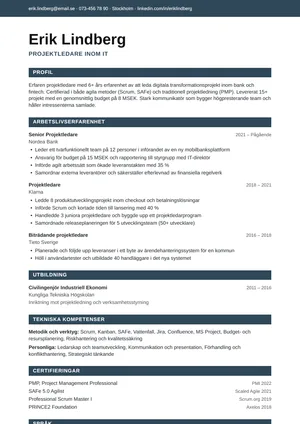 erik.lindberg@email.se · 073-456 78 90 · Stockholm · linkedin.com/in/eriklindberg
Erik Lindberg
PROJEKTLEDARE INOM IT
PROFIL
Erfaren projektledare med 6+ års erfarenhet av att leda digitala transformationsprojekt inom bank och
fintech. Certifierad i både agila metoder (Scrum, SAFe) och traditionell projektledning (PMP). Levererat 15+
projekt med en genomsnittlig budget på 8 MSEK. Stark kommunikatör som bygger högpresterande team och
håller intressenterna samlade.
ARBETSLIVSERFARENHET
Senior Projektledare 2021 – Pågående
Nordea Bank
• Leder ett tvärfunktionellt team på 12 personer i införandet av en ny mobilbanksplattform
• Ansvarig för budget på 15 MSEK och rapportering till styrgrupp med IT-direktör
• Införde agilt arbetssätt som ökade leveranstakten med 35 %
• Samordnar externa leverantörer och säkerställer efterlevnad av finansiella regelverk
Projektledare 2018 – 2021
Klarna
• Ledde 8 produktutvecklingsprojekt inom checkout och betalningslösningar
• Införde Scrum och kortade tiden till lansering med 40 %
• Handledde 3 juniora projektledare och byggde upp ett projektledarprogram
• Samordnade releaseplaneringen för 5 utvecklingsteam (50+ utvecklare)
Biträdande projektledare 2016 – 2018
Tieto Sverige
• Planerade och följde upp leveranser i ett byte av ärendehanteringssystem för en kommun
• Höll i användartester och utbildade 40 handläggare i det nya systemet
UTBILDNING
Civilingenjör Industriell Ekonomi 2011 – 2016
Kungliga Tekniska Högskolan
Inriktning mot projektledning och verksamhetsstyrning
TEKNISKA KOMPETENSER
Metodik och verktyg: Scrum, Kanban, SAFe, Vattenfall, Jira, Confluence, MS Project, Budget- och
resursplanering, Riskhantering och kvalitetssäkring
Personliga: Ledarskap och teamutveckling, Kommunikation och presentation, Förhandling och
konflikthantering, Strategiskt tänkande
CERTIFIERINGAR
PMP, Project Management Professional PMI 2022
SAFe 5.0 Agilist Scaled Agile 2021
Professional Scrum Master I Scrum.org 2019
PRINCE2 Foundation Axelos 2018
SPRÅK